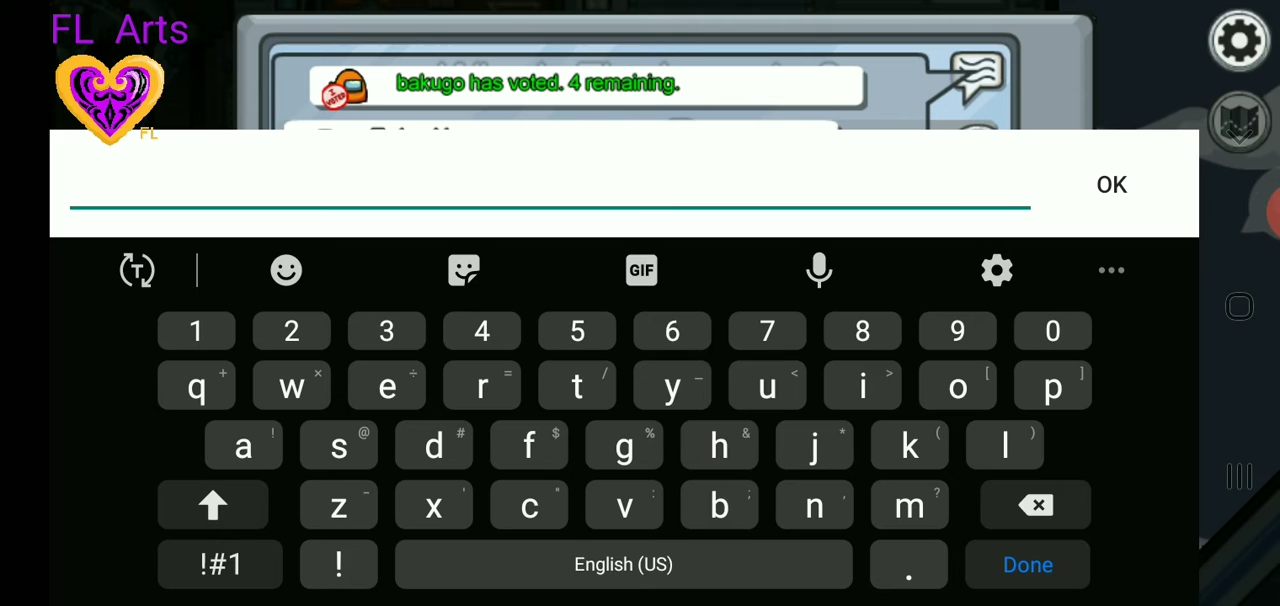 FL Arts
bakugo has voted. 4 remaining.
VOTED
FL
OK
T
GIF
1 2 3 4 5 6 7 8 9 0
q + w × e ÷ r = t / y _ u < i > o [ p ]
a ! s @ d # f $ g % h & j * k ( l )
z - x ' c " v : b ; n , m ?
!#1 ! English (US) . Done